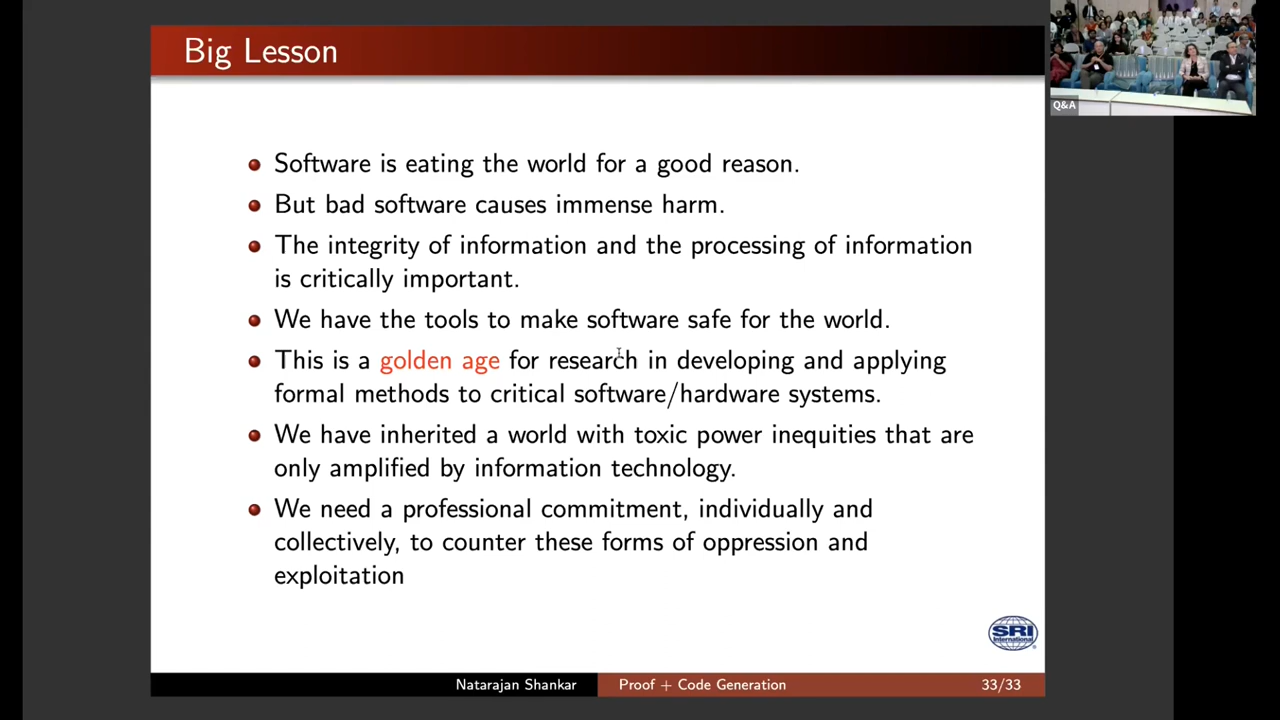 Big Lesson
Software is eating the world for a good reason.
But bad software causes immense harm.
The integrity of information and the processing of information
is critically important.
We have the tools to make software safe for the world.
This is a golden age for research in developing and applying
formal methods to critical software/hardware systems.
We have inherited a world with toxic power inequities that are
only amplified by information technology.
We need a professional commitment, individually and
collectively, to counter these forms of oppression and
exploitation
SRI
International
Natarajan Shankar
Proof + Code Generation
33/33
Q&A